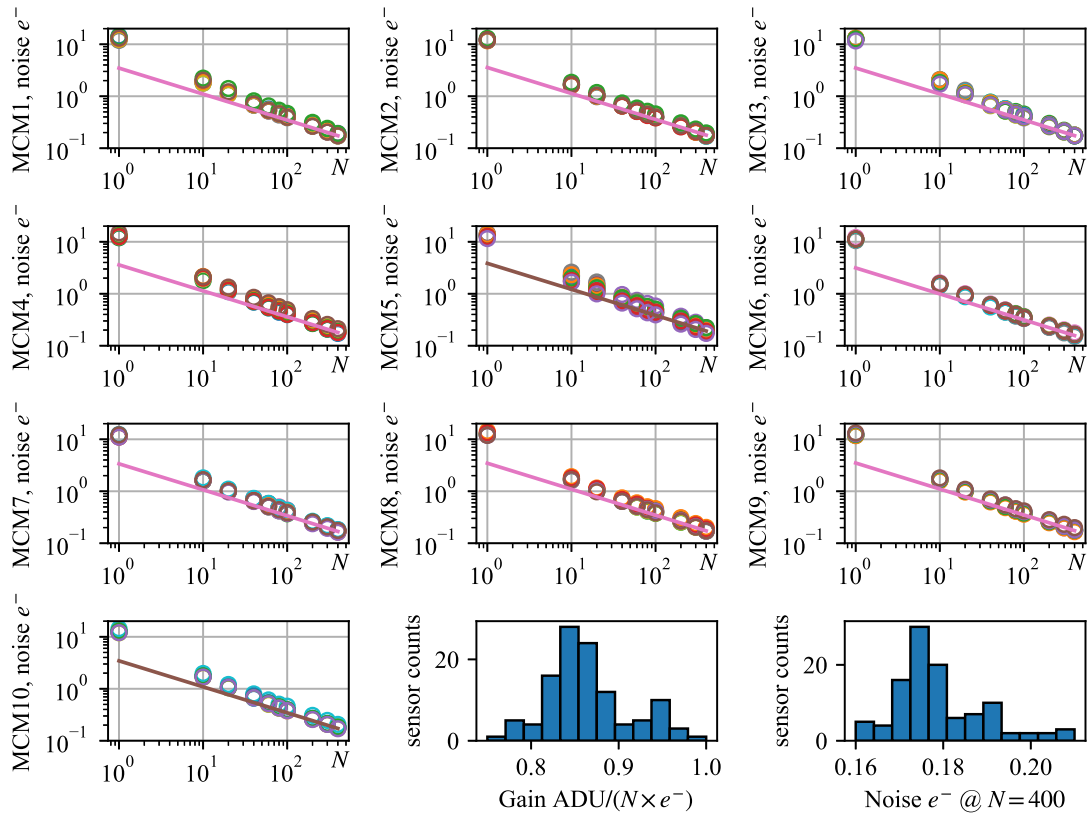 MCM1, noise e⁻
10¹
10⁰
10⁻¹
10⁰ 10¹ 10² N
MCM2, noise e⁻
10¹
10⁰
10⁻¹
10⁰ 10¹ 10² N
MCM3, noise e⁻
10¹
10⁰
10⁻¹
10⁰ 10¹ 10² N
MCM4, noise e⁻
10¹
10⁰
10⁻¹
10⁰ 10¹ 10² N
MCM5, noise e⁻
10¹
10⁰
10⁻¹
10⁰ 10¹ 10² N
MCM6, noise e⁻
10¹
10⁰
10⁻¹
10⁰ 10¹ 10² N
MCM7, noise e⁻
10¹
10⁰
10⁻¹
10⁰ 10¹ 10² N
MCM8, noise e⁻
10¹
10⁰
10⁻¹
10⁰ 10¹ 10² N
MCM9, noise e⁻
10¹
10⁰
10⁻¹
10⁰ 10¹ 10² N
MCM10, noise e⁻
10¹
10⁰
10⁻¹
10⁰ 10¹ 10² N
sensor counts
20
0
0.8 0.9 1.0
Gain ADU/(N × e⁻)
sensor counts
20
0
0.16 0.18 0.20
Noise e⁻ @ N = 400